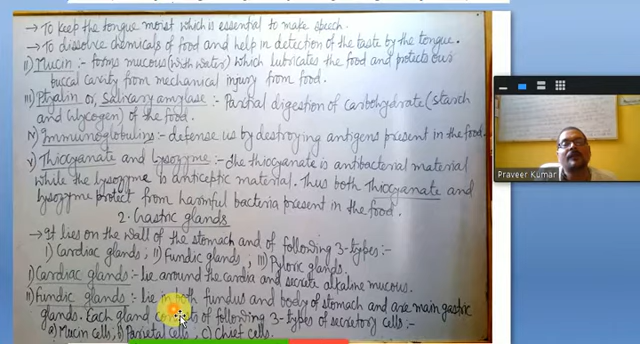 → To keep the tongue moist which is essential to make speech.
→ To dissolve chemicals of food and help in detection of the taste by the tongue.
ii) Mucin :- forms mucous (with water) which lubricates the food and protects our
buccal cavity from mechanical injury from food.
iii) Ptyalin or, Salivary amylase :- Partial digestion of carbohydrate (starch
and Glycogen) of the food.
iv) Immunoglobulins :- defense us by destroying antigens present in the food.
v) Thiocyanate and Lysozyme :- The thiocyanate is antibacterial material
while the lysozyme is anticeptic material. Thus both Thiocyanate and
lysozyme protect from harmful bacteria present in the food.
2. Gastric glands
→ It lies on the wall of the stomach and of following 3-types :-
i) Cardiac glands, ii) Fundic glands, iii) Pyloric glands.
i) Cardiac glands :- lie around the cardia and secrete alkaline mucous.
ii) Fundic glands :- lie in both fundus and body of stomach and are main gastric
glands. Each gland of following 3-types of secretory cells :-
a) Mucin cells, b) Parietal cells, c) Chief cells.
Praveer Kumar